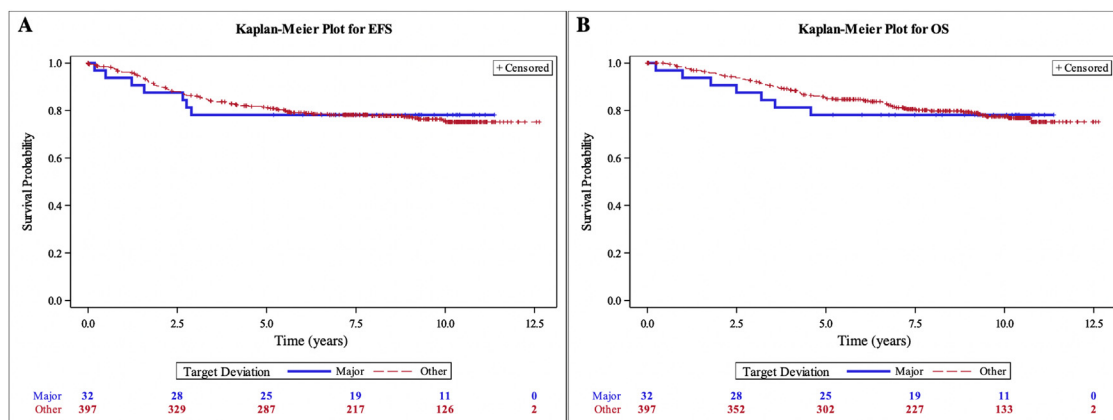 A
Kaplan-Meier Plot for EFS
+ Censored
1.0
0.8
0.6
0.4
0.2
0.0
Survival Probability
0.0 2.5 5.0 7.5 10.0 12.5
Time (years)
Target Deviation Major Other
Major 32 28 25 19 11 0
Other 397 329 287 217 126 2
B
Kaplan-Meier Plot for OS
+ Censored
1.0
0.8
0.6
0.4
0.2
0.0
Survival Probability
0.0 2.5 5.0 7.5 10.0 12.5
Time (years)
Target Deviation Major Other
Major 32 28 25 19 11 0
Other 397 352 302 227 133 2